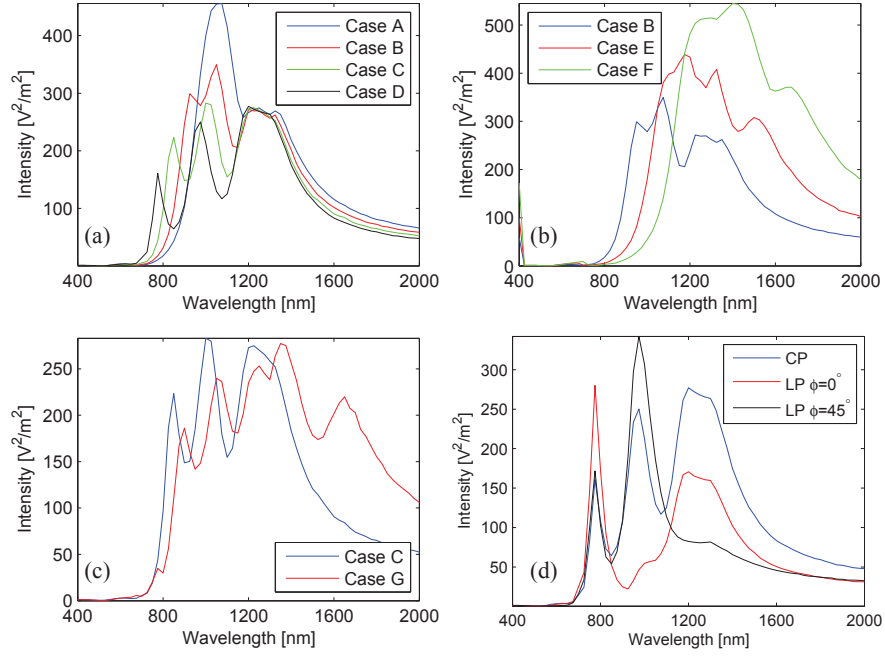 Intensity [V²/m²]
400
300
200
100
Case A
Case B
Case C
Case D
(a)
400 800 1200 1600 2000
Wavelength [nm]
Intensity [V²/m²]
500
400
300
200
100
0
Case B
Case E
Case F
(b)
400 800 1200 1600 2000
Wavelength [nm]
Intensity [V²/m²]
250
200
150
100
50
0
Case C
Case G
(c)
400 800 1200 1600 2000
Wavelength [nm]
Intensity [V²/m²]
300
250
200
150
100
50
CP
LP ϕ=0°
LP ϕ=45°
(d)
400 800 1200 1600 2000
Wavelength [nm]